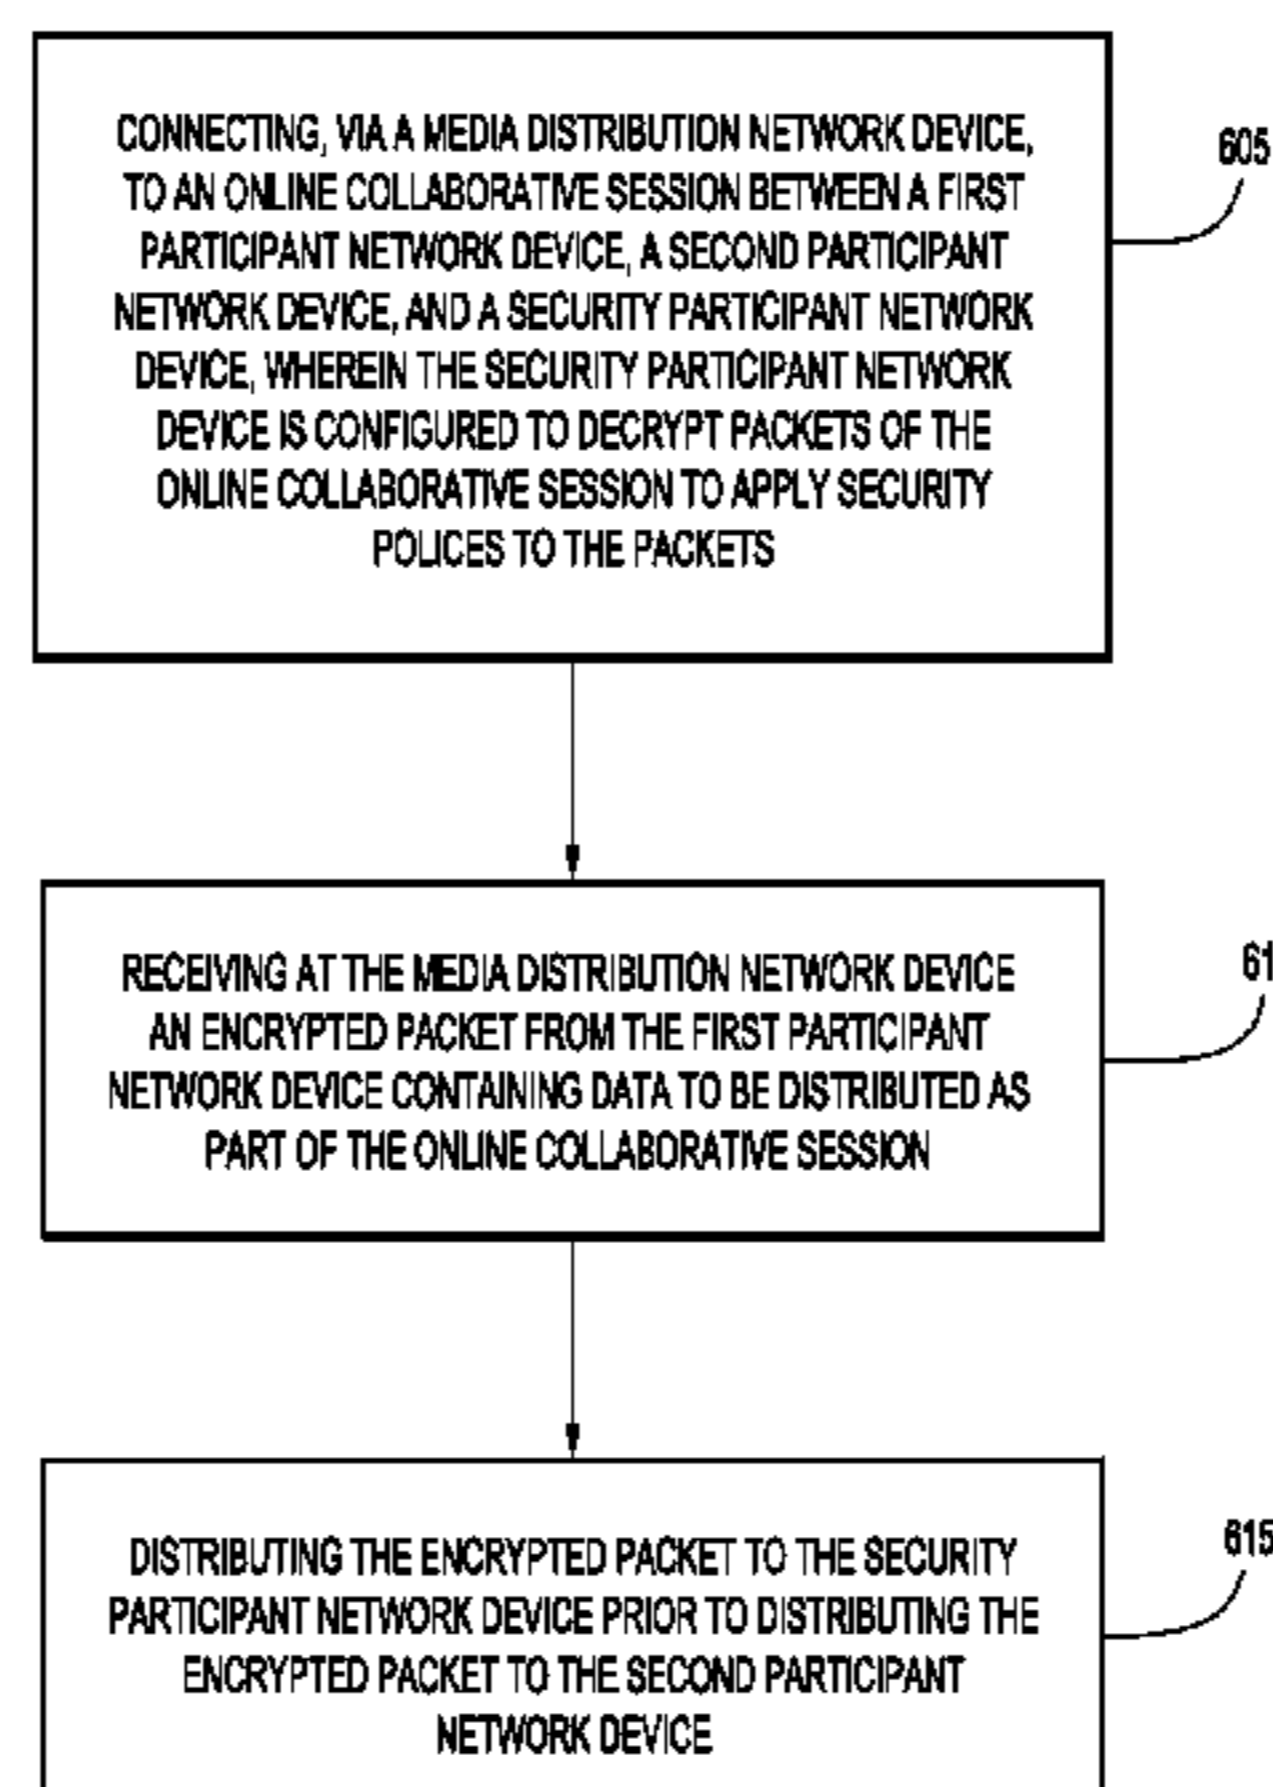 CONNECTING, VIA A MEDIA DISTRIBUTION NETWORK DEVICE,
TO AN ONLINE COLLABORATIVE SESSION BETWEEN A FIRST
PARTICIPANT NETWORK DEVICE, A SECOND PARTICIPANT
NETWORK DEVICE, AND A SECURITY PARTICIPANT NETWORK
DEVICE, WHEREIN THE SECURITY PARTICIPANT NETWORK
DEVICE IS CONFIGURED TO DECRYPT PACKETS OF THE
ONLINE COLLABORATIVE SESSION TO APPLY SECURITY
POLICES TO THE PACKETS
605
RECEIVING AT THE MEDIA DISTRIBUTION NETWORK DEVICE
AN ENCRYPTED PACKET FROM THE FIRST PARTICIPANT
NETWORK DEVICE CONTAINING DATA TO BE DISTRIBUTED AS
PART OF THE ONLINE COLLABORATIVE SESSION
61
DISTRIBUTING THE ENCRYPTED PACKET TO THE SECURITY
PARTICIPANT NETWORK DEVICE PRIOR TO DISTRIBUTING THE
ENCRYPTED PACKET TO THE SECOND PARTICIPANT
NETWORK DEVICE
615